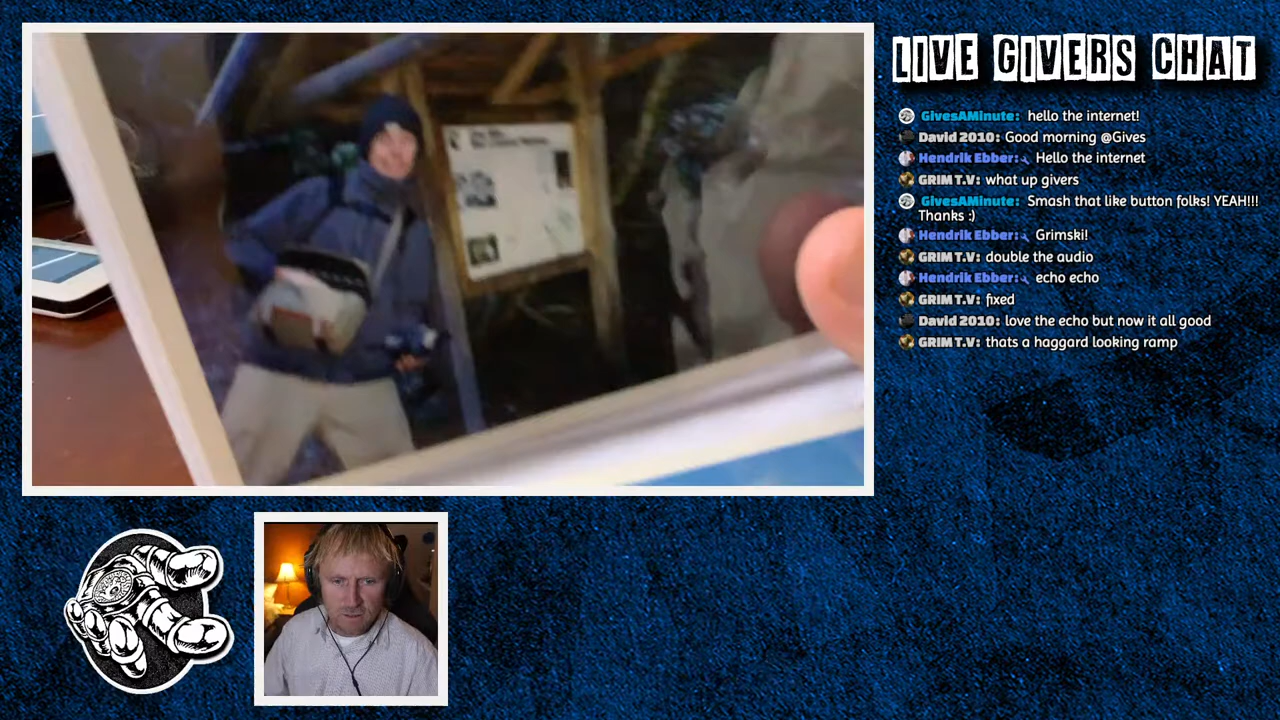 LIVE GIVERS CHAT
GivesAMinute: hello the internet!
David 2010: Good morning @Gives
Hendrik Ebber: Hello the internet
GRIM T.V: what up givers
GivesAMinute: Smash that like button folks! YEAH!!!
Thanks :)
Hendrik Ebber: Grimski!
GRIM T.V: double the audio
Hendrik Ebber: echo echo
GRIM T.V: fixed
David 2010: love the echo but now it all good
GRIM T.V: thats a haggard looking ramp